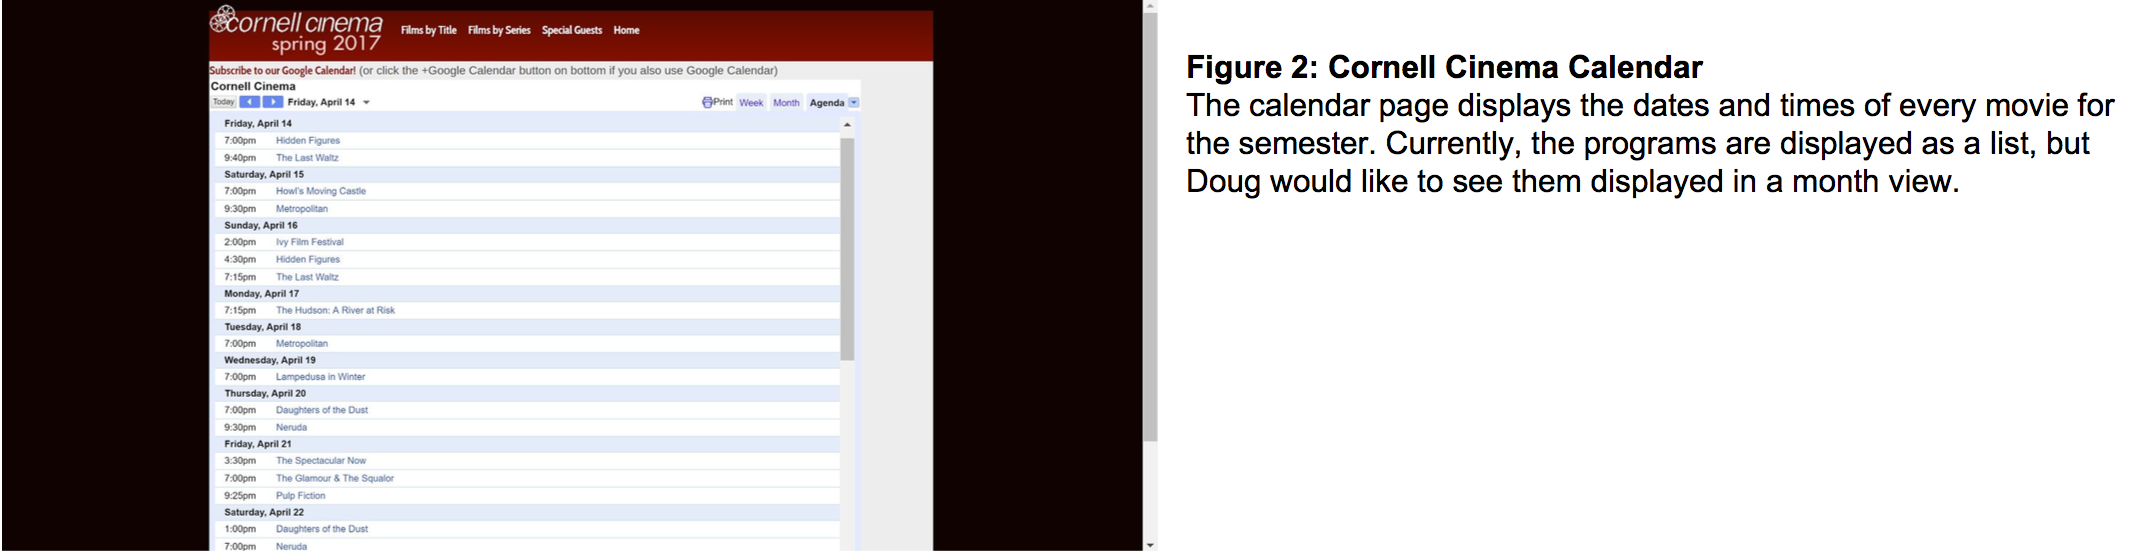 cornell cinema
spring 2017
Films by Title Films by Series Special Guests Home
Subscribe to our Google Calendar! (or click the +Google Calendar button on bottom if you also use Google Calendar)
Cornell Cinema
Today Friday, April 14 Print Week Month Agenda
Friday, April 14
7:00pm Hidden Figures
9:40pm The Last Waltz
Saturday, April 15
7:00pm Howl's Moving Castle
9:30pm Metropolitan
Sunday, April 16
2:00pm Ivy Film Festival
4:30pm Hidden Figures
7:15pm The Last Waltz
Monday, April 17
7:15pm The Hudson: A River at Risk
Tuesday, April 18
7:00pm Metropolitan
Wednesday, April 19
7:00pm Lampedusa in Winter
Thursday, April 20
7:00pm Daughters of the Dust
9:30pm Neruda
Friday, April 21
3:30pm The Spectacular Now
7:00pm The Glamour & The Squalor
9:25pm Pulp Fiction
Saturday, April 22
1:00pm Daughters of the Dust
7:00pm Neruda
Figure 2: Cornell Cinema Calendar
The calendar page displays the dates and times of every movie for
the semester. Currently, the programs are displayed as a list, but
Doug would like to see them displayed in a month view.